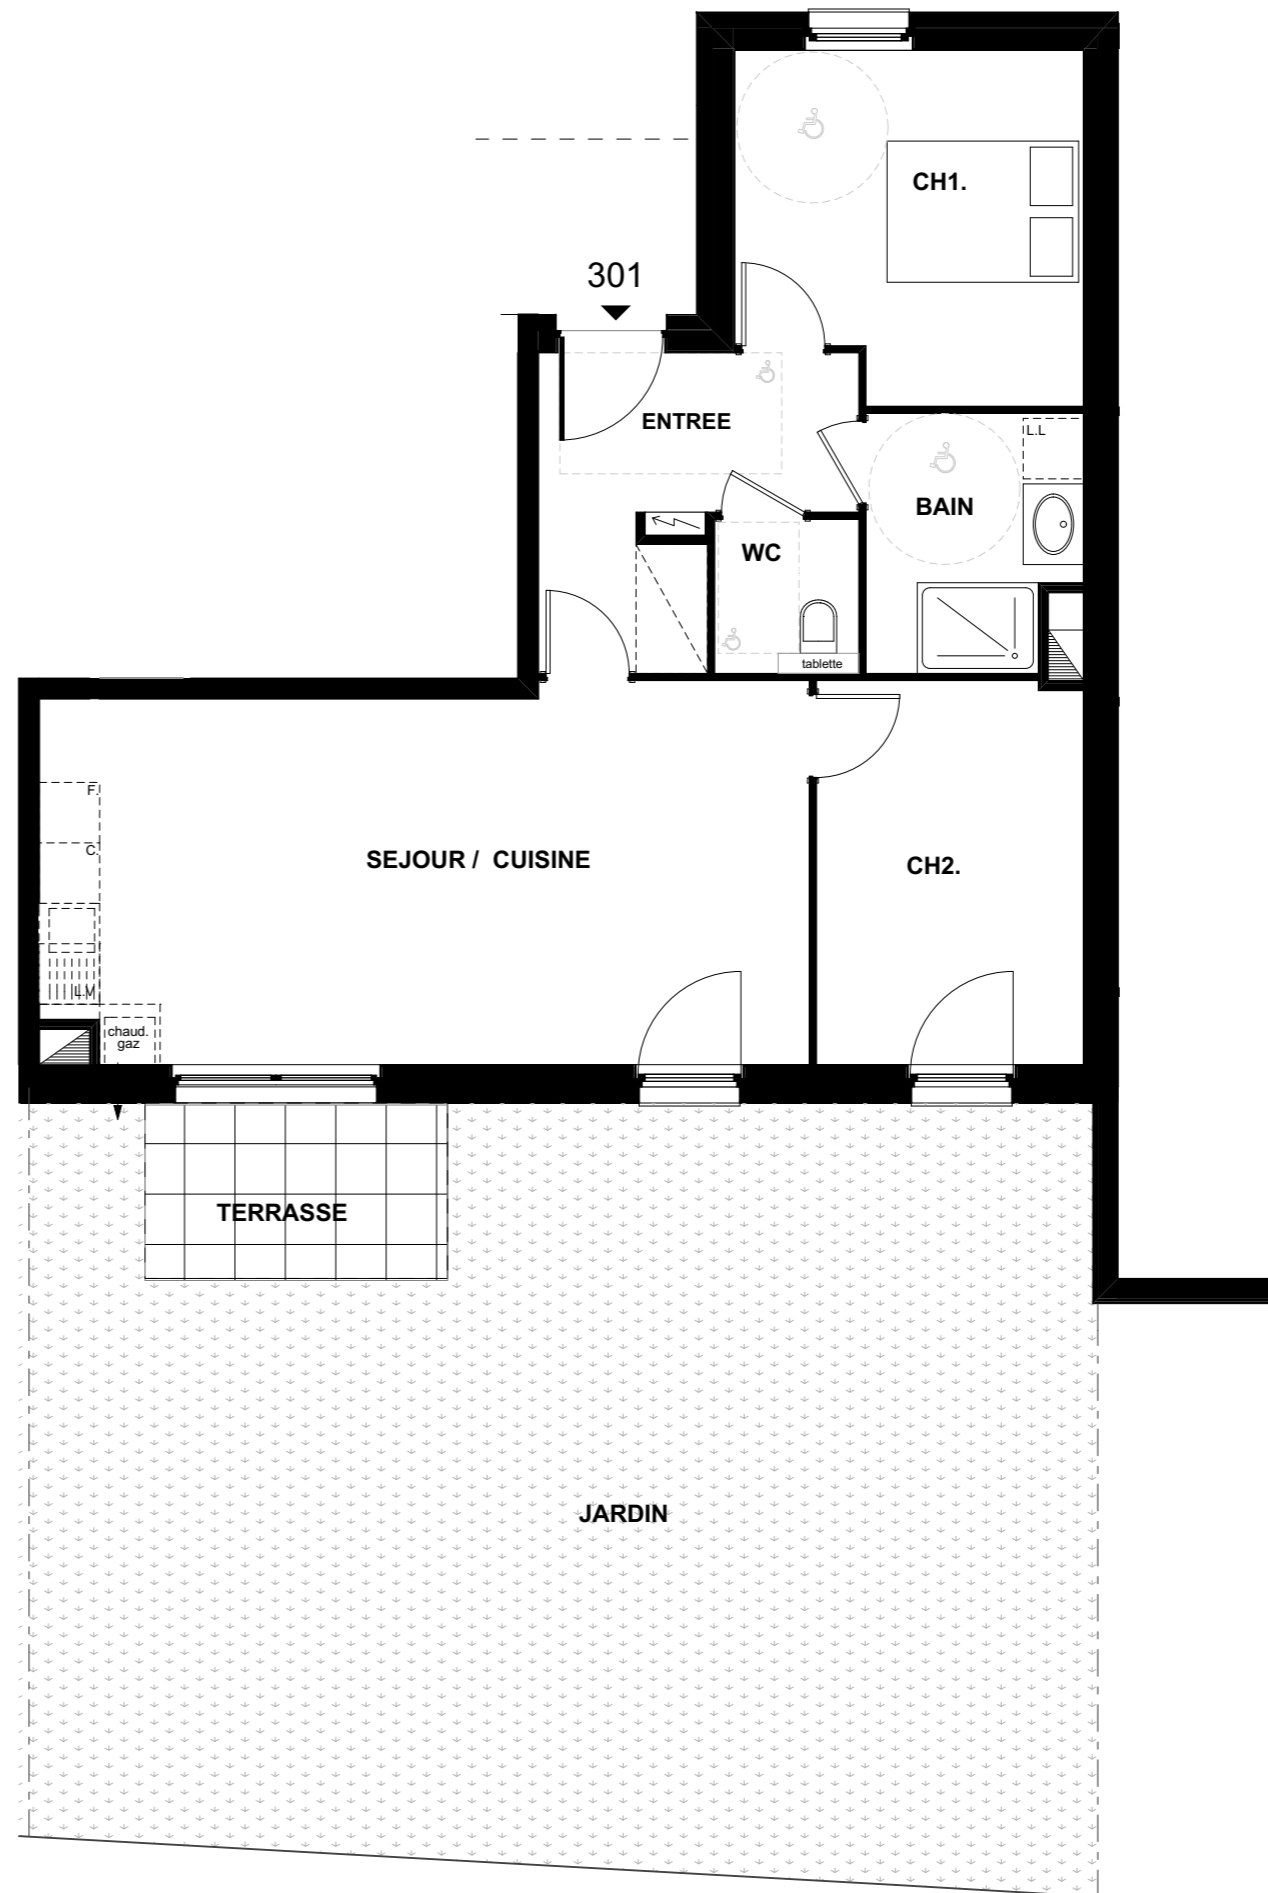 CH1.
301
ENTREE
L.L
BAIN
WC
tablette
F.
C.
SEJOUR / CUISINE
CH2.
L.V
chaud.
gaz
TERRASSE
JARDIN